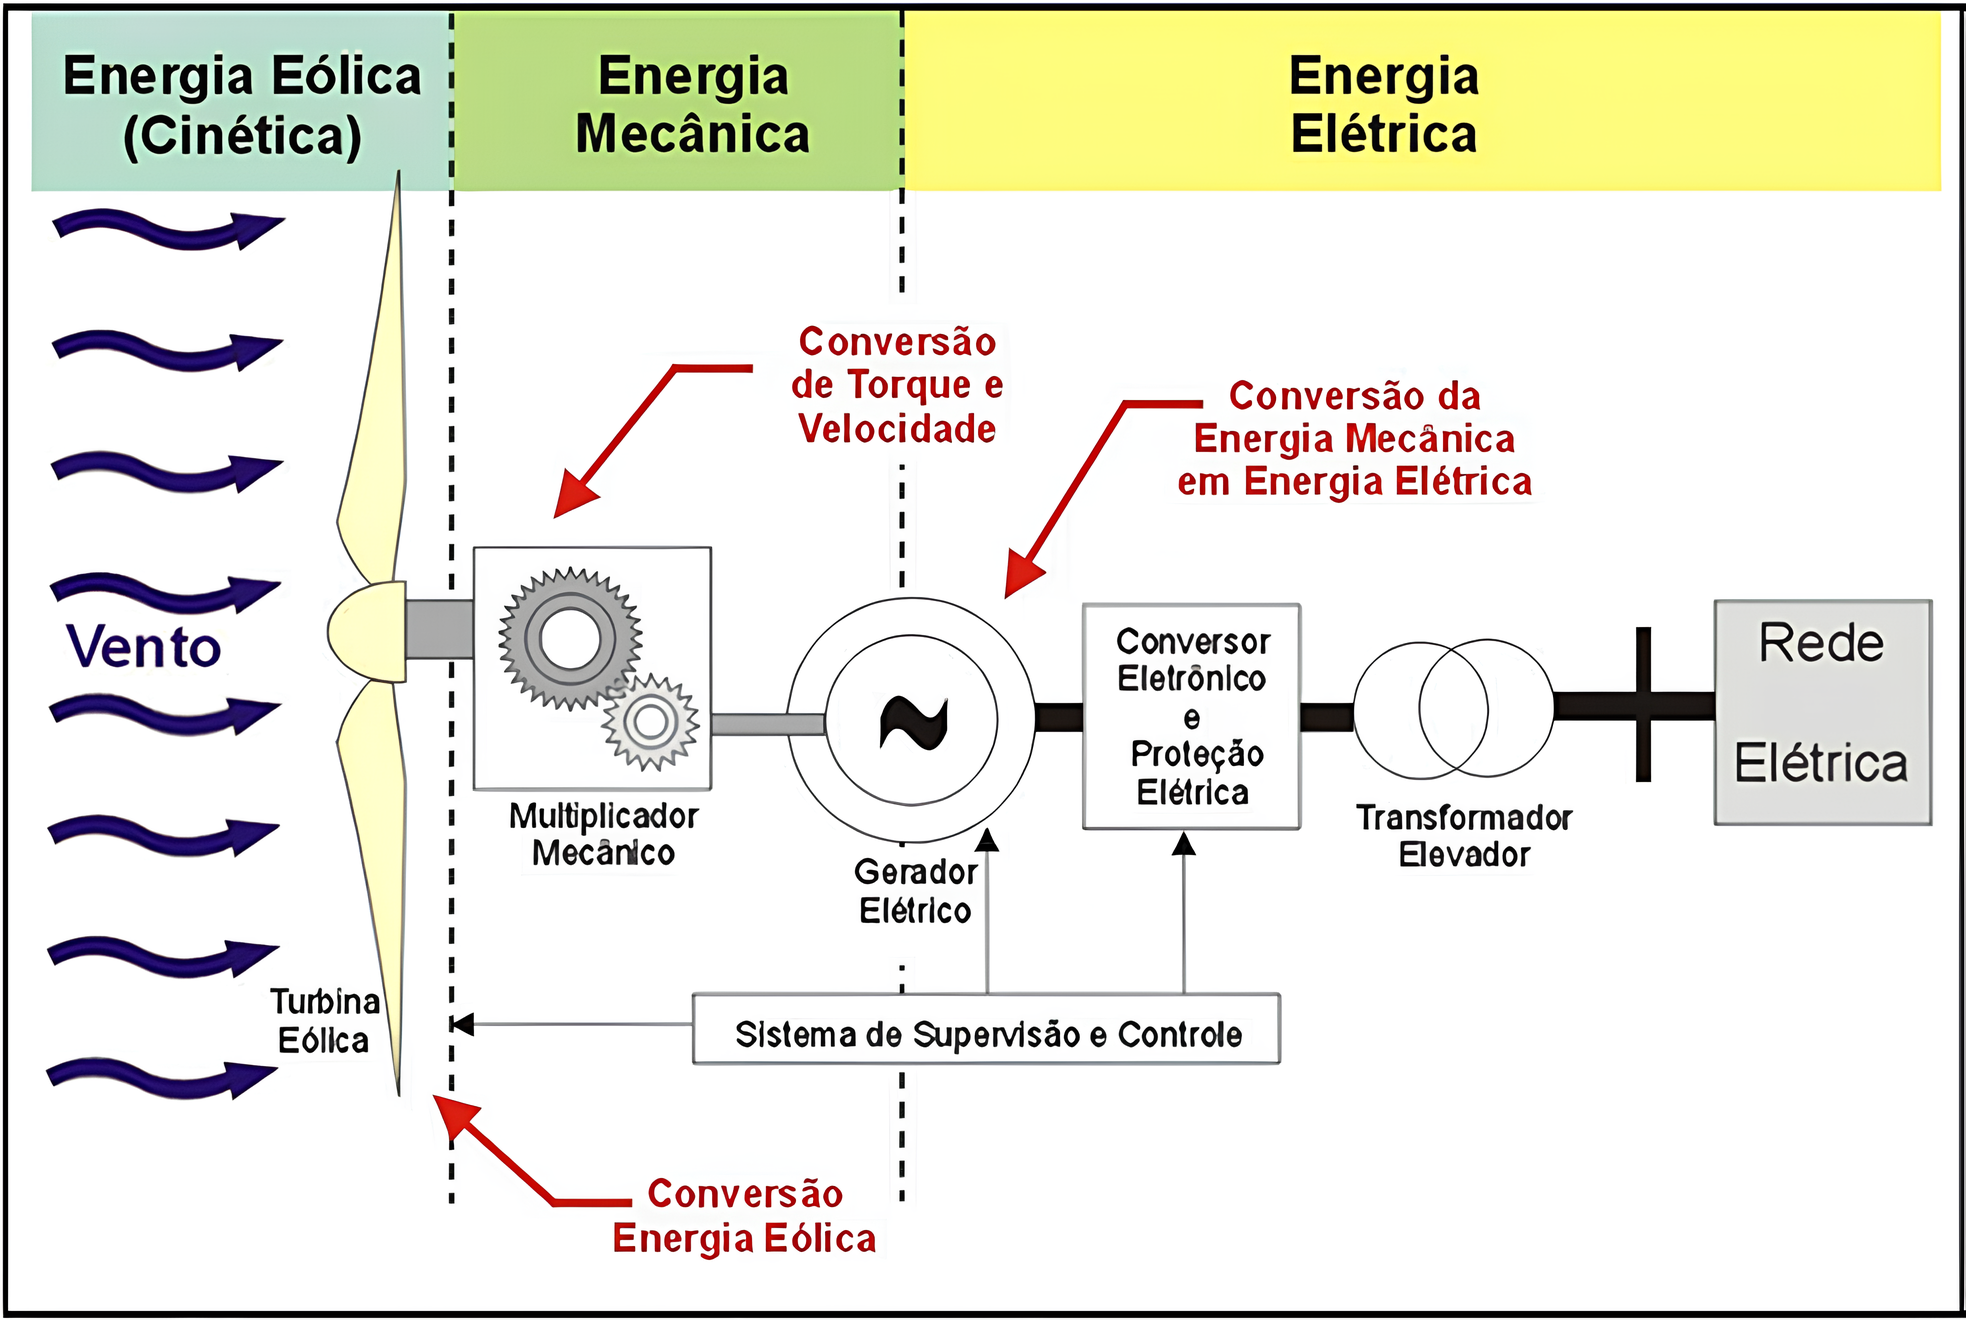 Energia Eólica
(Cinética)
Energia
Mecânica
Energia
Elétrica
Conversão
de Torque e
Velocidade
Conversão da
Energia Mecânica
em Energia Elétrica
Vento
Conversor
Eletrônico
e
Proteção
Elétrica
Rede
Elétrica
Multiplicador
Mecânico
Gerador
Elétrico
Transformador
Elevador
Turbina
Eólica
Sistema de Supervisão e Controle
Conversão
Energia Eólica